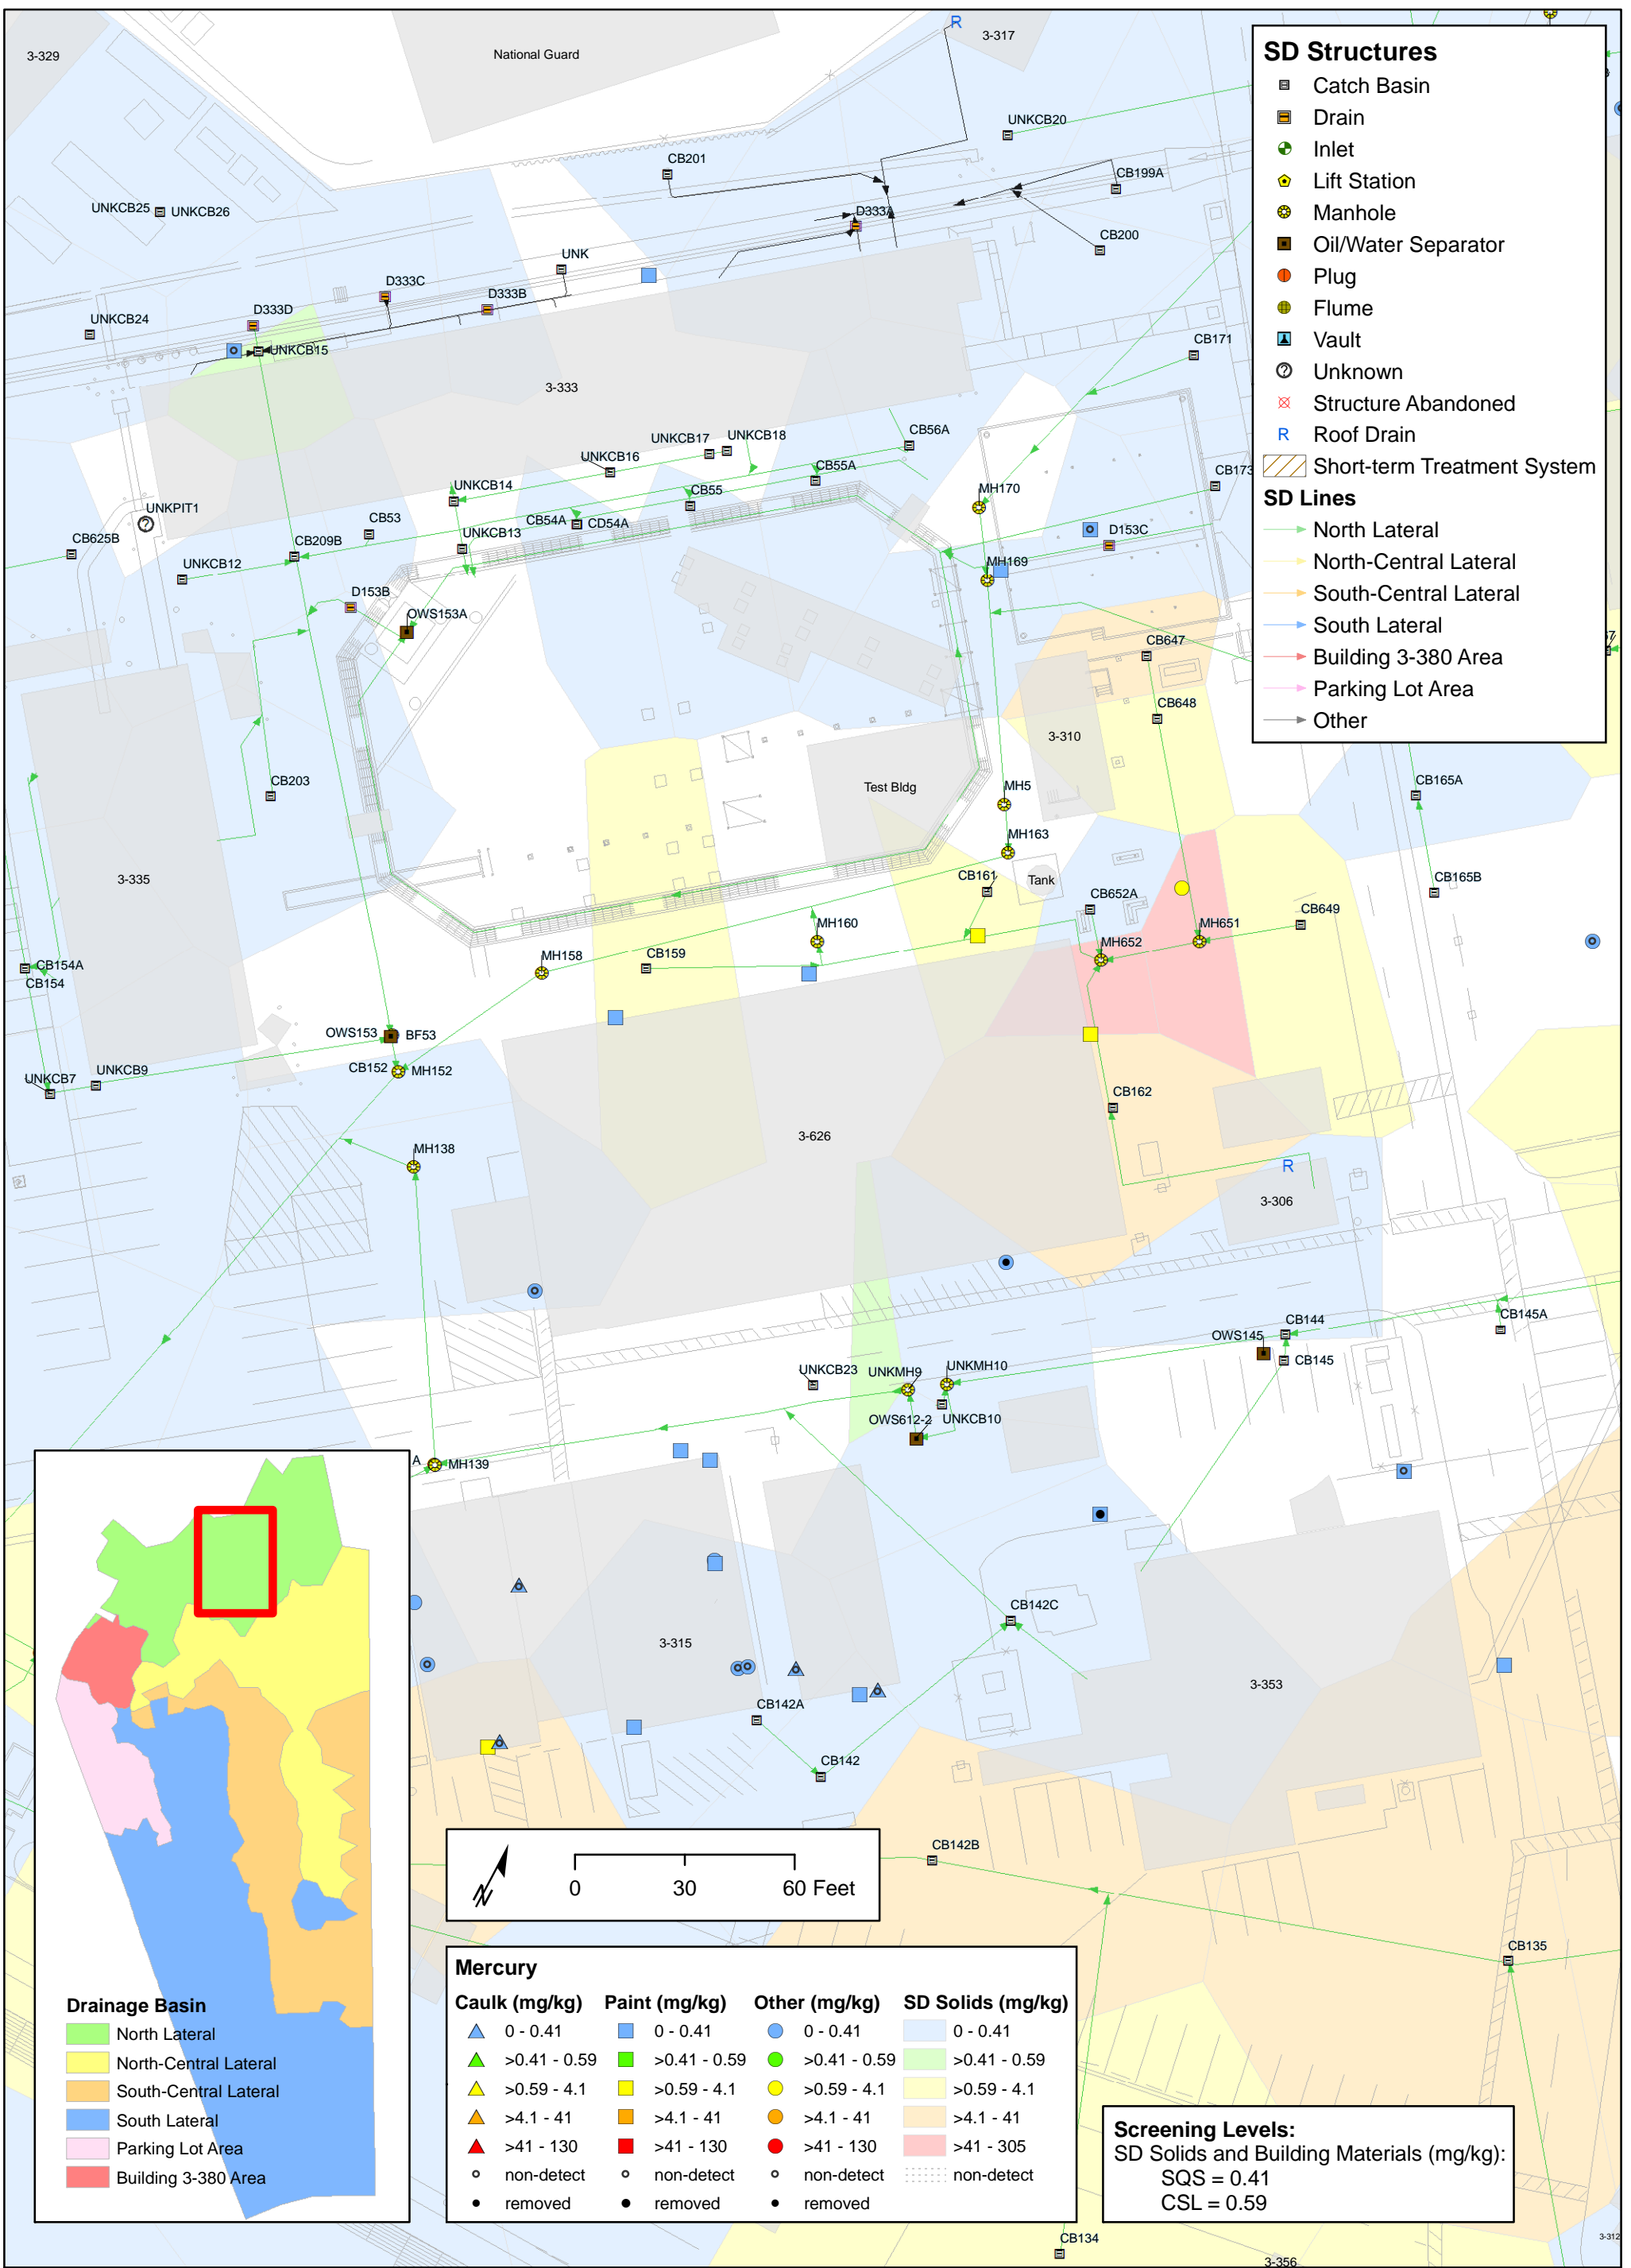 3-329
National Guard
R
3-317
UNKCB20
CB201
CB199A
UNKCB25
UNKCB26
D333A
CB200
UNK
D333C
D333B
D333D
UNKCB24
UNKCB15
CB171
3-333
UNKCB17
UNKCB18
CB56A
UNKCB16
CB55A
CB173
UNKCB14
CB55
MH170
UNKPIT1
CB53
CB54A
CD54A
CB625B
CB209B
UNKCB13
D153C
UNKCB12
MH169
D153B
OWS153A
CB647
CB648
3-310
CB203
Test Bldg
MH5
CB165A
MH163
3-335
CB161
Tank
CB652A
CB165B
CB649
MH160
MH651
MH652
MH158
CB159
CB154A
CB154
OWS153
BF53
CB152
MH152
UNKCB7
UNKCB9
CB162
3-626
MH138
R
3-306
CB145A
CB144
OWS145
CB145
UNKCB23
UNKMH9
UNKMH10
OWS612-2
UNKCB10
A
MH139
CB142C
3-315
3-353
CB142A
CB142
CB142B
CB135
CB134
3-356
3-312
SD Structures
Catch Basin
Drain
Inlet
Lift Station
Manhole
Oil/Water Separator
Plug
Flume
Vault
Unknown
Structure Abandoned
R Roof Drain
Short-term Treatment System
SD Lines
North Lateral
North-Central Lateral
South-Central Lateral
South Lateral
Building 3-380 Area
Parking Lot Area
Other
Drainage Basin
North Lateral
North-Central Lateral
South-Central Lateral
South Lateral
Parking Lot Area
Building 3-380 Area
N
0 30 60 Feet
Mercury
Caulk (mg/kg) Paint (mg/kg) Other (mg/kg) SD Solids (mg/kg)
0 - 0.41 0 - 0.41 0 - 0.41 0 - 0.41
>0.41 - 0.59 >0.41 - 0.59 >0.41 - 0.59 >0.41 - 0.59
>0.59 - 4.1 >0.59 - 4.1 >0.59 - 4.1 >0.59 - 4.1
>4.1 - 41 >4.1 - 41 >4.1 - 41 >4.1 - 41
>41 - 130 >41 - 130 >41 - 130 >41 - 305
non-detect non-detect non-detect non-detect
removed removed removed
Screening Levels:
SD Solids and Building Materials (mg/kg):
SQS = 0.41
CSL = 0.59